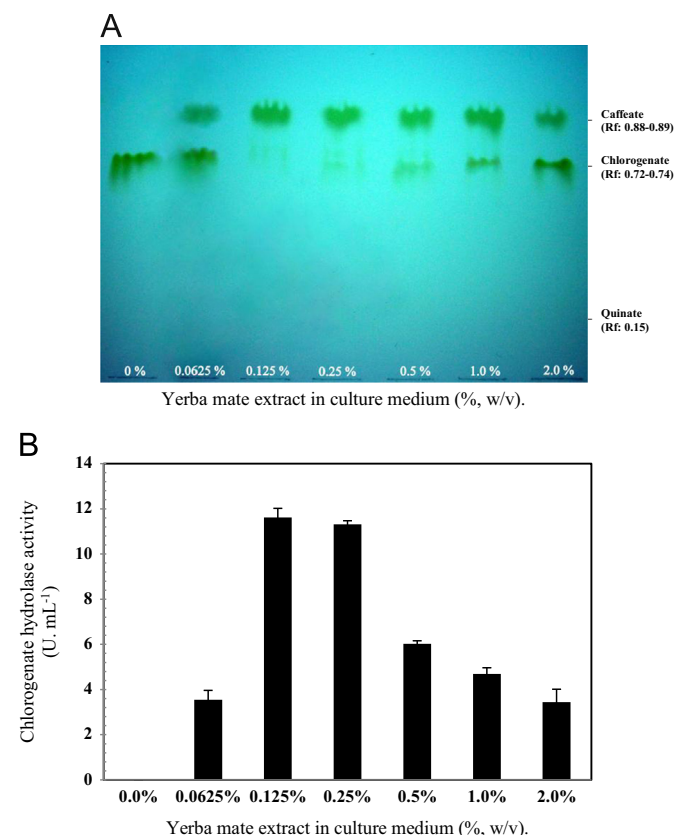 A
Caffeate
(Rf: 0.88-0.89)
Chlorogenate
(Rf: 0.72-0.74)
Quinate
(Rf: 0.15)
0 % 0.0625 % 0.125 % 0.25 % 0.5 % 1.0 % 2.0 %
Yerba mate extract in culture medium (%, w/v).
B
Chlorogenate hydrolase activity
(U. mL-1)
14
12
10
8
6
4
2
0
0.0% 0.0625% 0.125% 0.25% 0.5% 1.0% 2.0%
Yerba mate extract in culture medium (%, w/v).